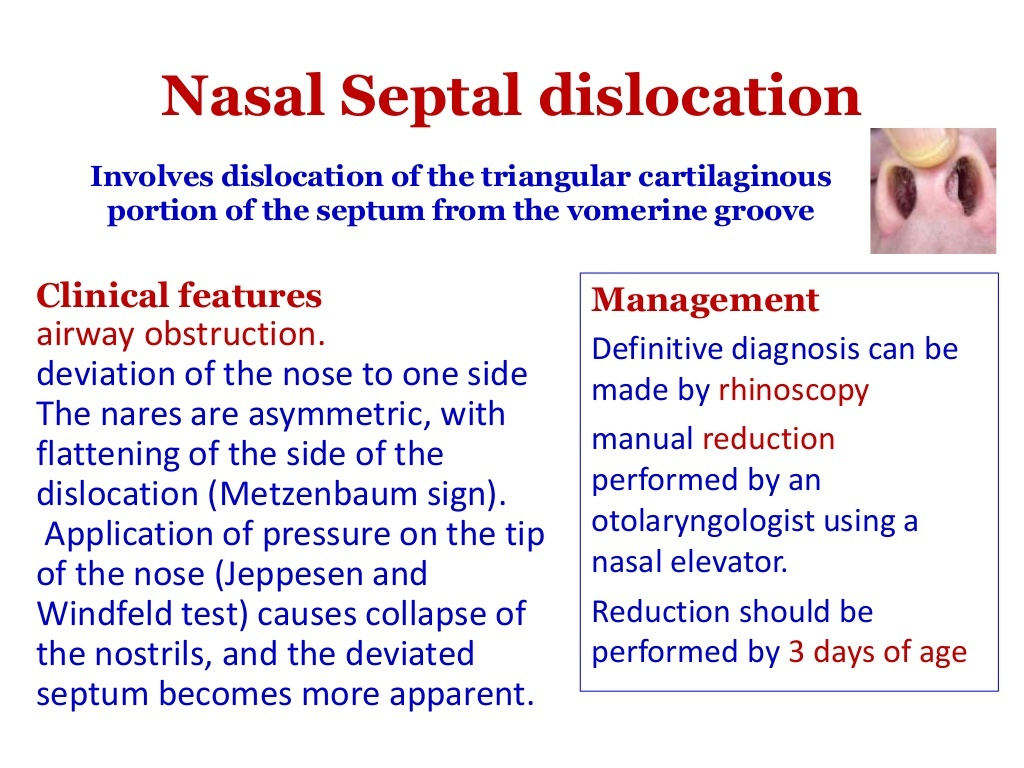 Nasal Septal dislocation
Involves dislocation of the triangular cartilaginous
portion of the septum from the vomerine groove
Clinical features
airway obstruction.
deviation of the nose to one side
The nares are asymmetric, with
flattening of the side of the
dislocation (Metzenbaum sign).
Application of pressure on the tip
of the nose (Jeppesen and
Windfeld test) causes collapse of
the nostrils, and the deviated
septum becomes more apparent.
Management
Definitive diagnosis can be
made by rhinoscopy
manual reduction
performed by an
otolaryngologist using a
nasal elevator.
Reduction should be
performed by 3 days of age